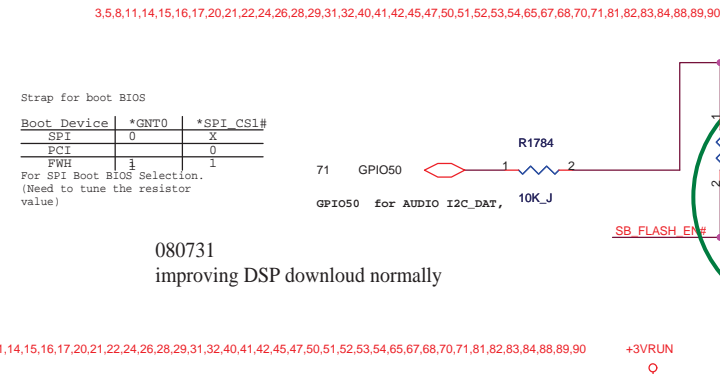 3,5,8,11,14,15,16,17,20,21,22,24,26,28,29,31,32,40,41,42,45,47,50,51,52,53,54,65,67,68,70,71,81,82,83,84,88,89,90
Strap for boot BIOS
Boot Device *GNT0 *SPI_CS1#
SPI 0 X
PCI 1 0
FWH 1 1
For SPI Boot BIOS Selection.
(Need to tune the resistor
value)
R1784
71 GPIO50 1 2
1
2
GPIO50 for AUDIO I2C_DAT, 10K_J
SB_FLASH_EN#
080731
improving DSP downloud normally
1,14,15,16,17,20,21,22,24,26,28,29,31,32,40,41,42,45,47,50,51,52,53,54,65,67,68,70,71,81,82,83,84,88,89,90 +3VRUN